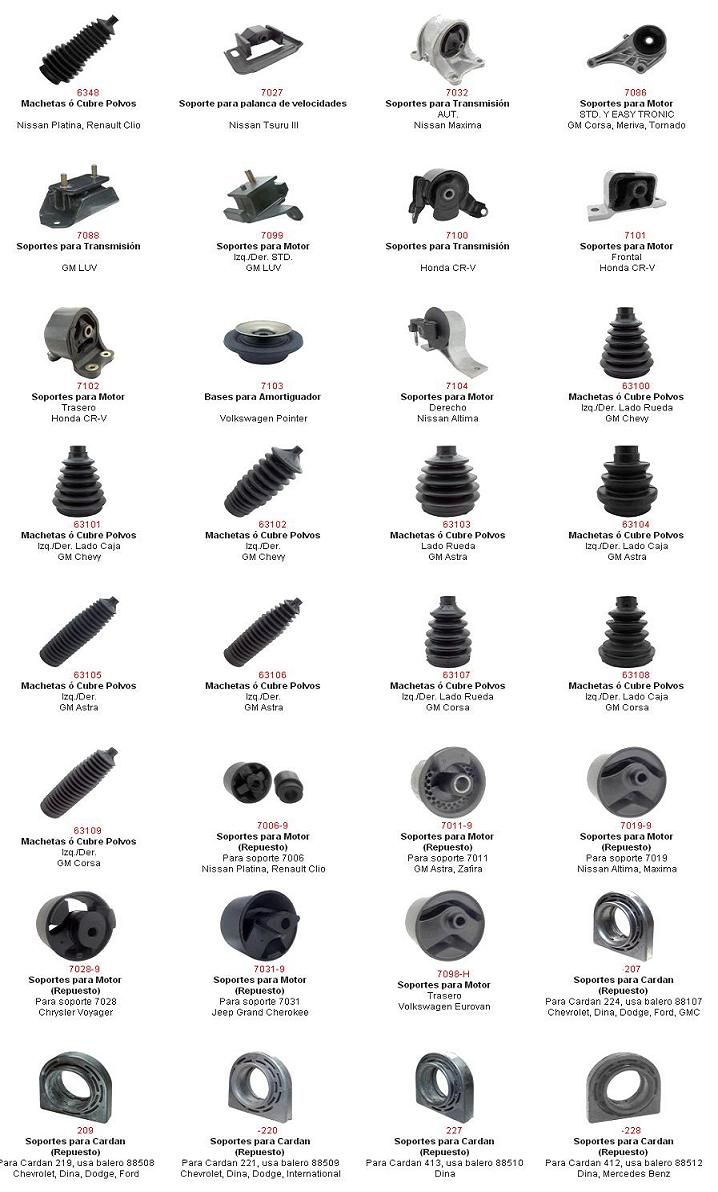 6348
Machetas ó Cubre Polvos
Nissan Platina, Renault Clio
7027
Soporte para palanca de velocidades
Nissan Tsuru III
7032
Soportes para Transmisión
AUT.
Nissan Maxima
7086
Soportes para Motor
STD. Y EASY TRONIC
GM Corsa, Meriva, Tornado
7088
Soportes para Transmisión
GM LUV
7099
Soportes para Motor
Izq./Der. STD.
GM LUV
7100
Soportes para Transmisión
Honda CR-V
7101
Soportes para Motor
Frontal
Honda CR-V
7102
Soportes para Motor
Trasero
Honda CR-V
7103
Bases para Amortiguador
Volkswagen Pointer
7104
Soportes para Motor
Derecho
Nissan Altima
63100
Machetas ó Cubre Polvos
Izq./Der. Lado Rueda
GM Chevy
63101
Machetas ó Cubre Polvos
Izq./Der. Lado Caja
GM Chevy
63102
Machetas ó Cubre Polvos
Izq./Der.
GM Chevy
63103
Machetas ó Cubre Polvos
Lado Rueda
GM Astra
63104
Machetas ó Cubre Polvos
Izq./Der. Lado Caja
GM Astra
63105
Machetas ó Cubre Polvos
Izq./Der.
GM Astra
63106
Machetas ó Cubre Polvos
Izq./Der.
GM Astra
63107
Machetas ó Cubre Polvos
Izq./Der. Lado Rueda
GM Corsa
63108
Machetas ó Cubre Polvos
Izq./Der. Lado Caja
GM Corsa
63109
Machetas ó Cubre Polvos
Izq./Der.
GM Corsa
7006-9
Soportes para Motor
(Repuesto)
Para soporte 7006
Nissan Platina, Renault Clio
7011-9
Soportes para Motor
(Repuesto)
Para soporte 7011
GM Astra, Zafira
7019-9
Soportes para Motor
(Repuesto)
Para soporte 7019
Nissan Altima, Maxima
7028-9
Soportes para Motor
(Repuesto)
Para soporte 7028
Chrysler Voyager
7031-9
Soportes para Motor
(Repuesto)
Para soporte 7031
Jeep Grand Cherokee
7098-H
Soportes para Motor
Trasero
Volkswagen Eurovan
-207
Soportes para Cardan
(Repuesto)
Para Cardan 224, usa balero 88107
Chevrolet, Dina, Dodge, Ford, GMC
209
Soportes para Cardan
(Repuesto)
Para Cardan 219, usa balero 88508
Chevrolet, Dina, Dodge, Ford
-220
Soportes para Cardan
(Repuesto)
Para Cardan 221, usa balero 88509
Chevrolet, Dina, Dodge, International
227
Soportes para Cardan
(Repuesto)
Para Cardan 413, usa balero 88510
Dina
-228
Soportes para Cardan
(Repuesto)
Para Cardan 412, usa balero 88512
Dina, Mercedes Benz